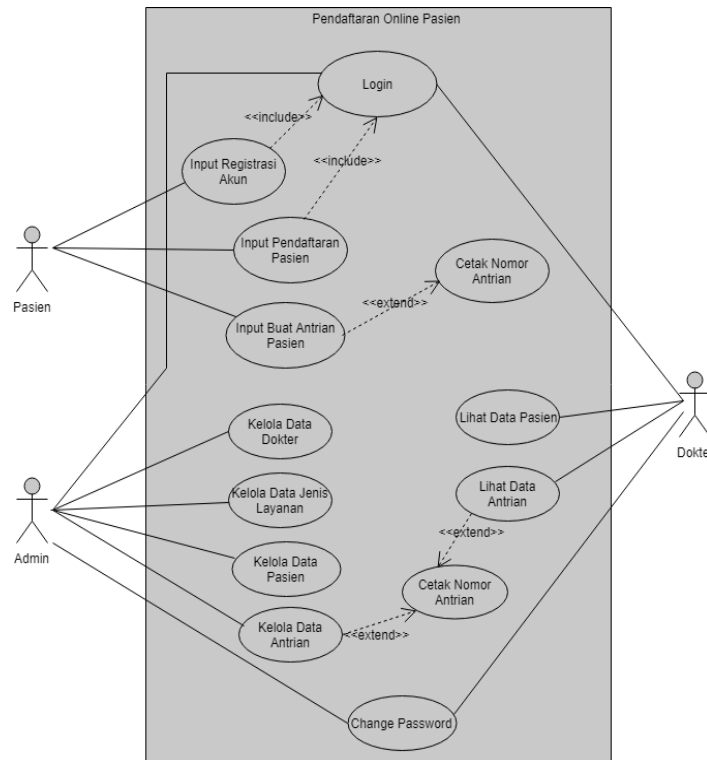 Pendaftaran Online Pasien
Login
<<include>>
<<include>>
Input Registrasi
Akun
Input Pendaftaran
Pasien
Cetak Nomor
Antrian
Pasien
<<extend>>
Input Buat Antrian
Pasien
Kelola Data
Dokter
Lihat Data Pasien
Dokte
Kelola Data Jenis
Layanan
Lihat Data
Antrian
<<extend>>
Admin
Kelola Data
Pasien
Cetak Nomor
Antrian
Kelola Data
Antrian
<<extend>>
Change Password